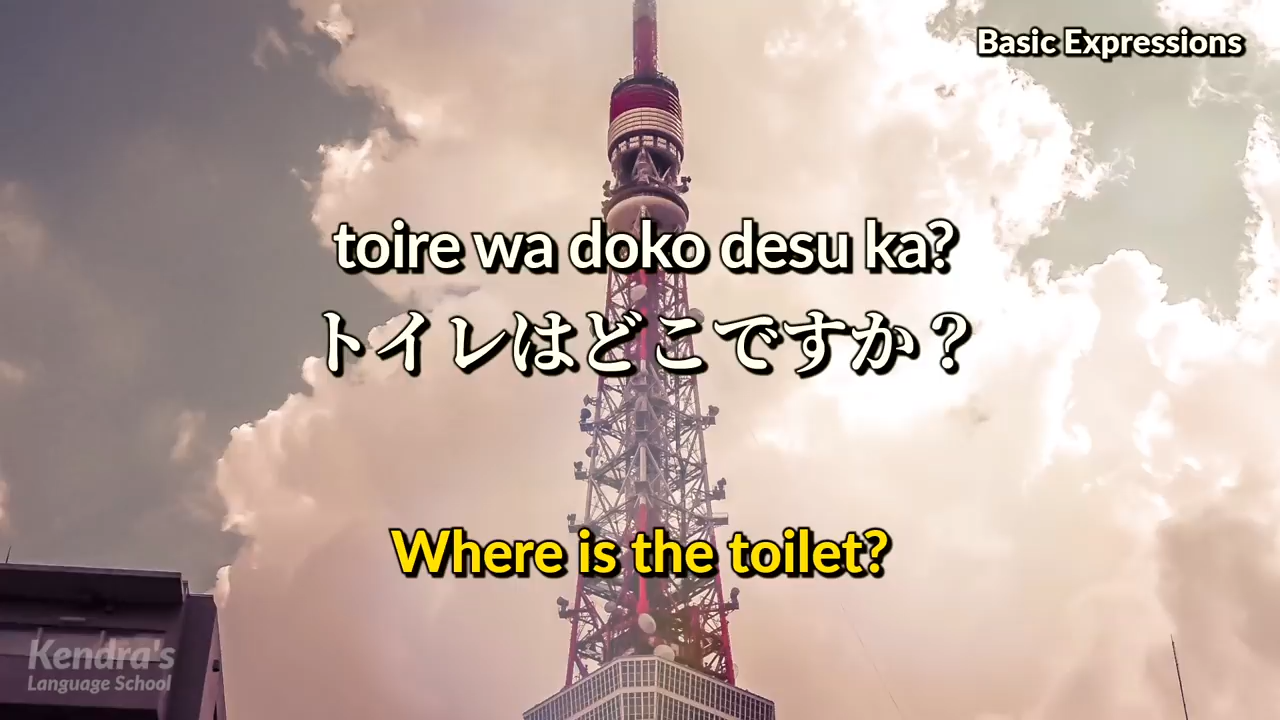 Basic Expressions
toire wa doko desu ka?
トイレはどこですか？
Where is the toilet?
Kendra's
Language School